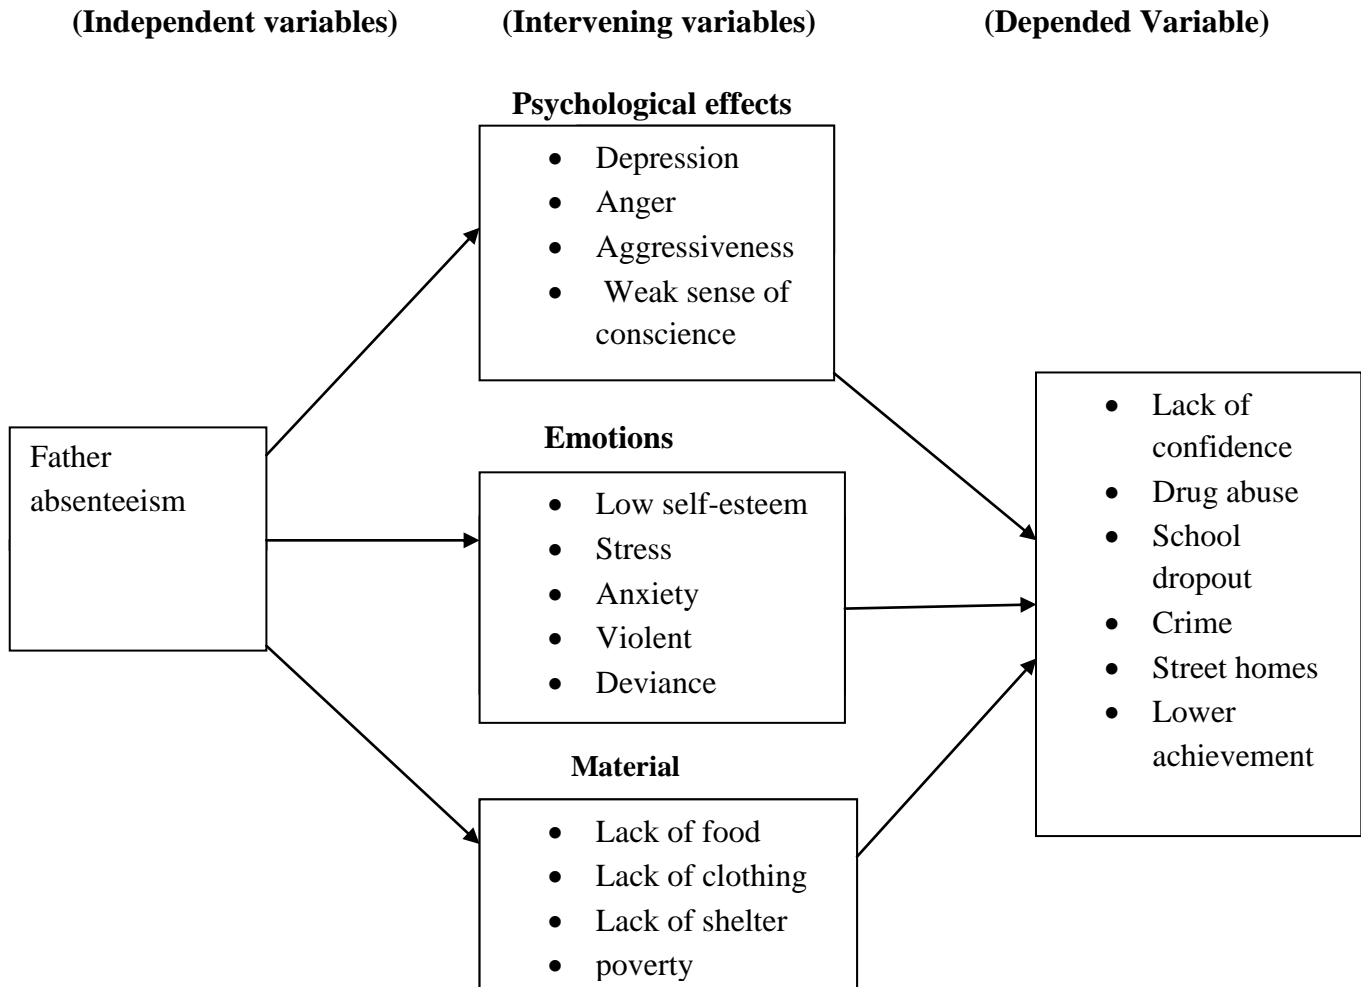 (Independent variables) (Intervening variables) (Depended Variable)
Psychological effects
• Depression
• Anger
• Aggressiveness
• Weak sense of
conscience
Father
absenteeism
Emotions
• Low self-esteem
• Stress
• Anxiety
• Violent
• Deviance
Material
• Lack of food
• Lack of clothing
• Lack of shelter
• poverty
• Lack of
confidence
• Drug abuse
• School
dropout
• Crime
• Street homes
• Lower
achievement